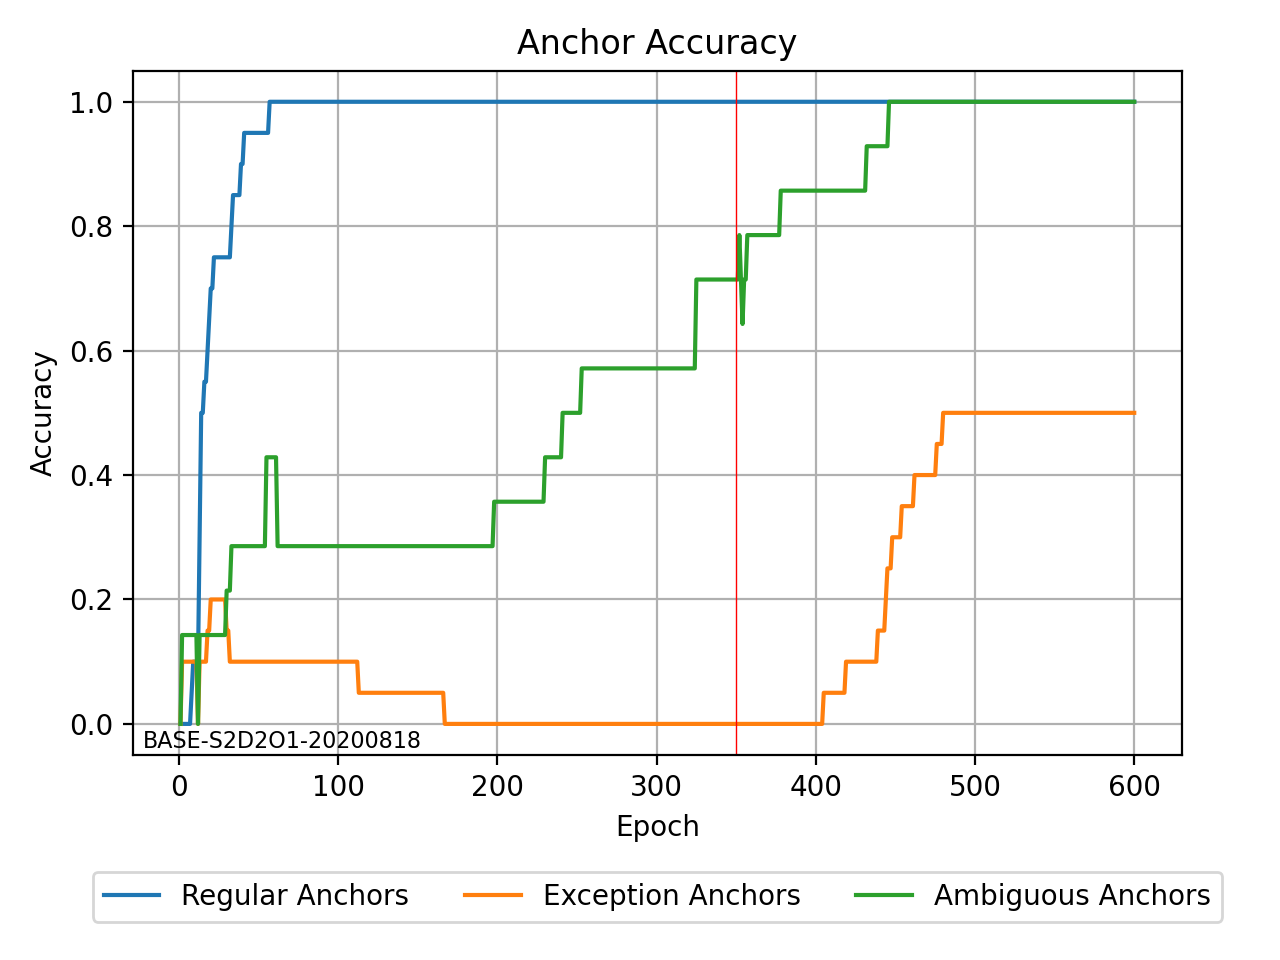 Anchor Accuracy
1.0
0.8
0.6
0.4
0.2
0.0
Accuracy
BASE-S2D2O1-20200818
0 100 200 300 400 500 600
Epoch
Regular Anchors Exception Anchors Ambiguous Anchors